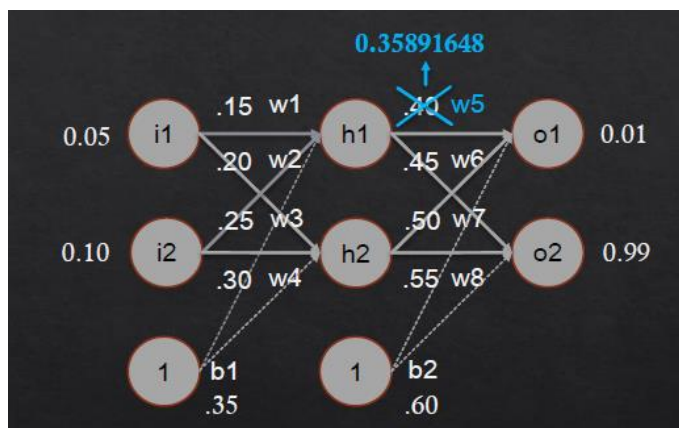 0.35891648
.15 w1 .40 w5
0.05 i1 h1 o1 0.01
.20 w2 .45 w6
.25 w3 .50 w7
0.10 i2 h2 o2 0.99
.30 w4 .55 w8
1 b1 1 b2
.35 .60